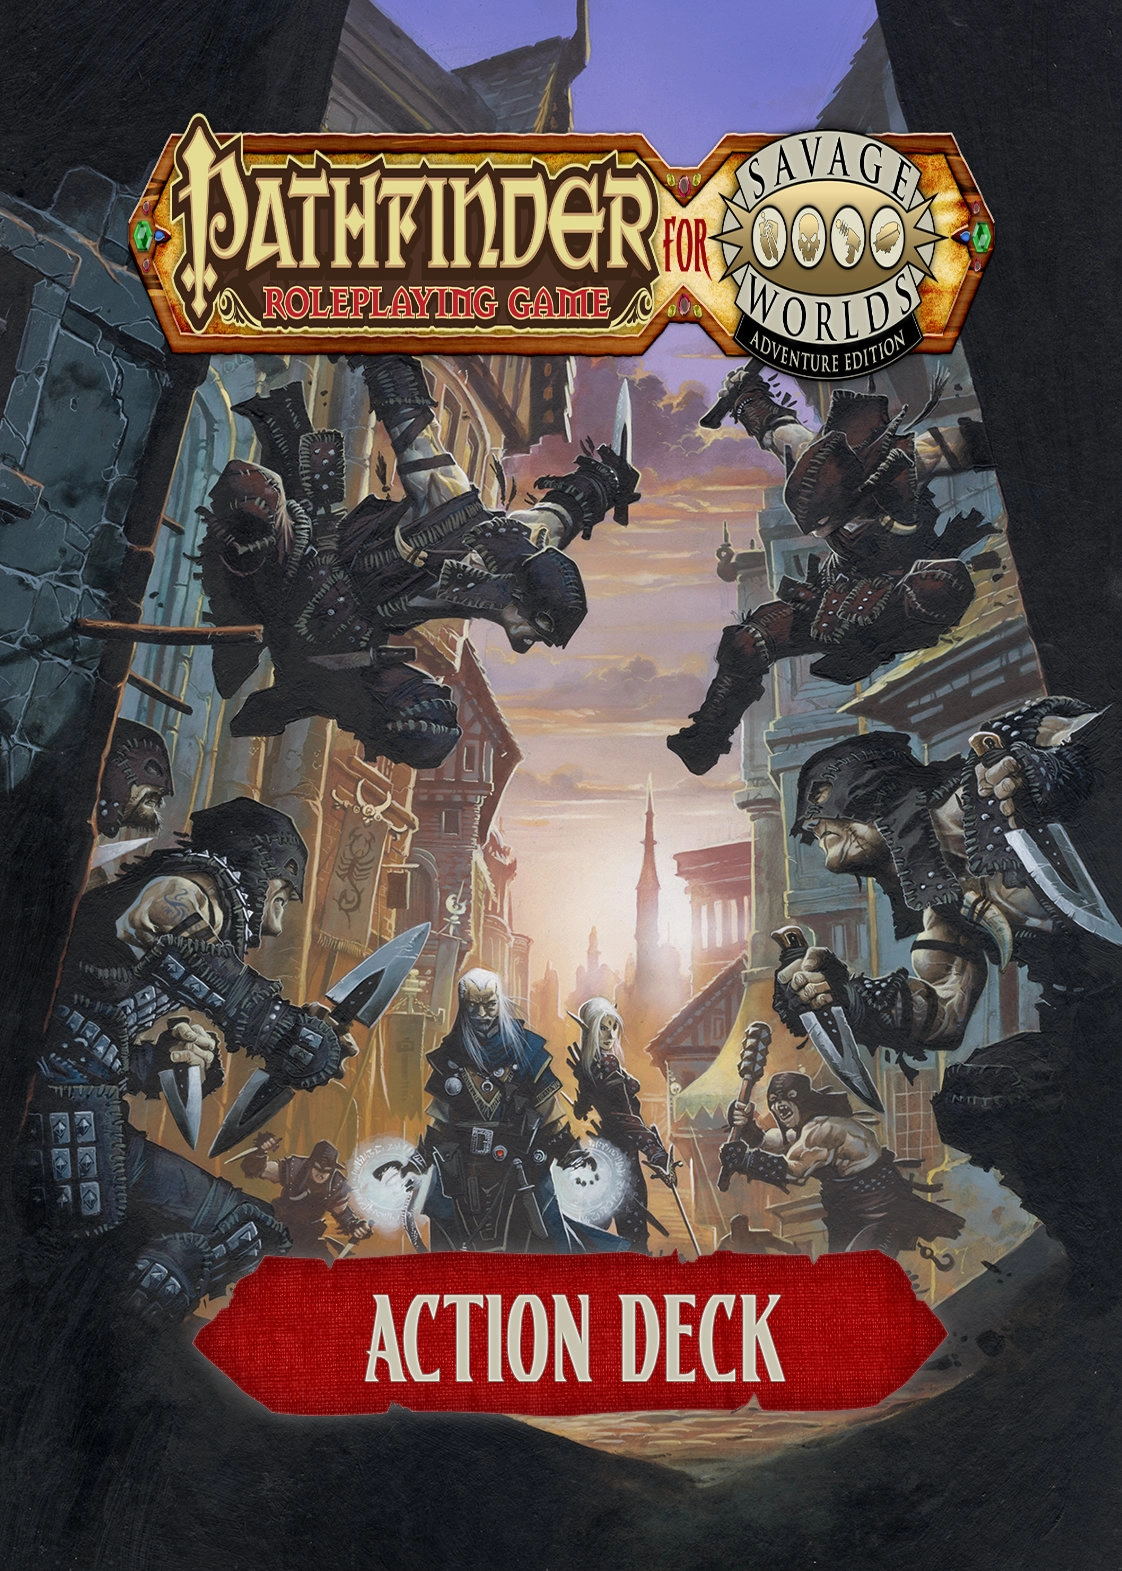 PATHFINDER
ROLEPLAYING GAME
FOR
SAVAGE
WORLDS
ADVENTURE EDITION
ACTION DECK